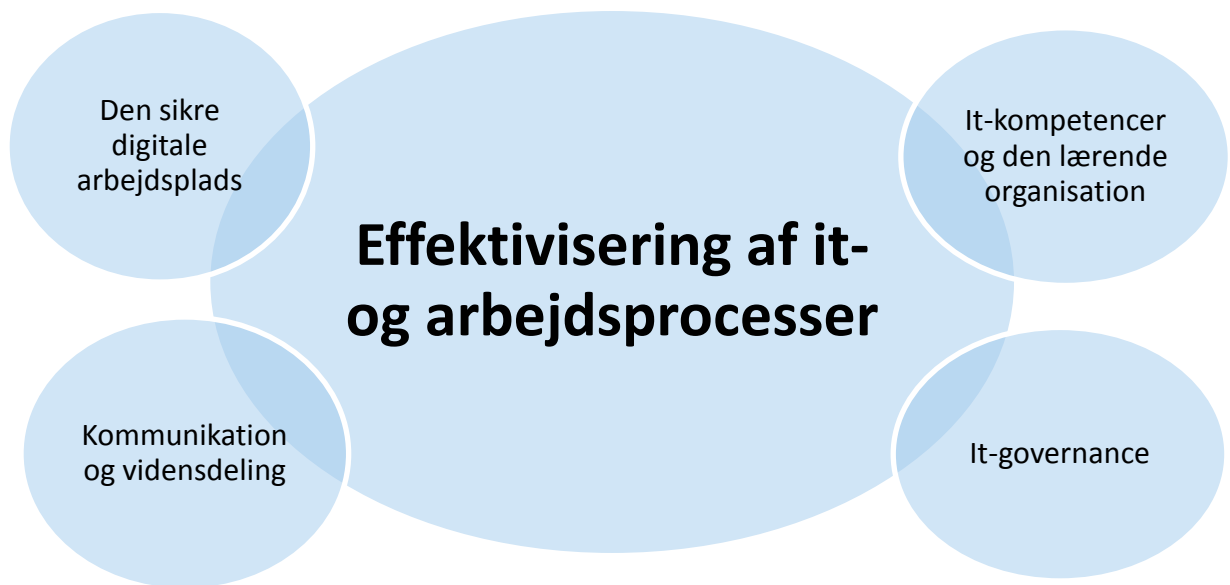 Den sikre
digitale
arbejdsplads
It-kompetencer
og den lærende
organisation
Effektivisering af it-
og arbejdsprocesser
Kommunikation
og vidensdeling
It-governance